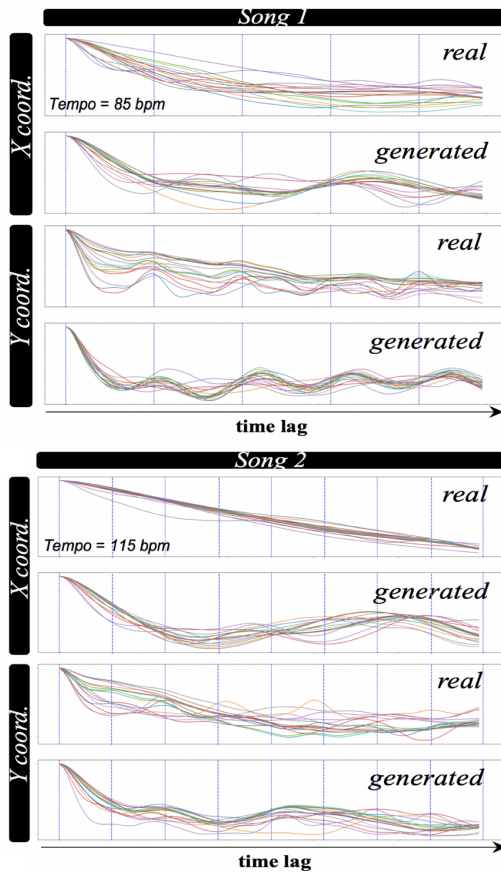 Song 1
X coord.
real
Tempo = 85 bpm
generated
Y coord.
real
generated
time lag
Song 2
X coord.
real
Tempo = 115 bpm
generated
Y coord.
real
generated
time lag